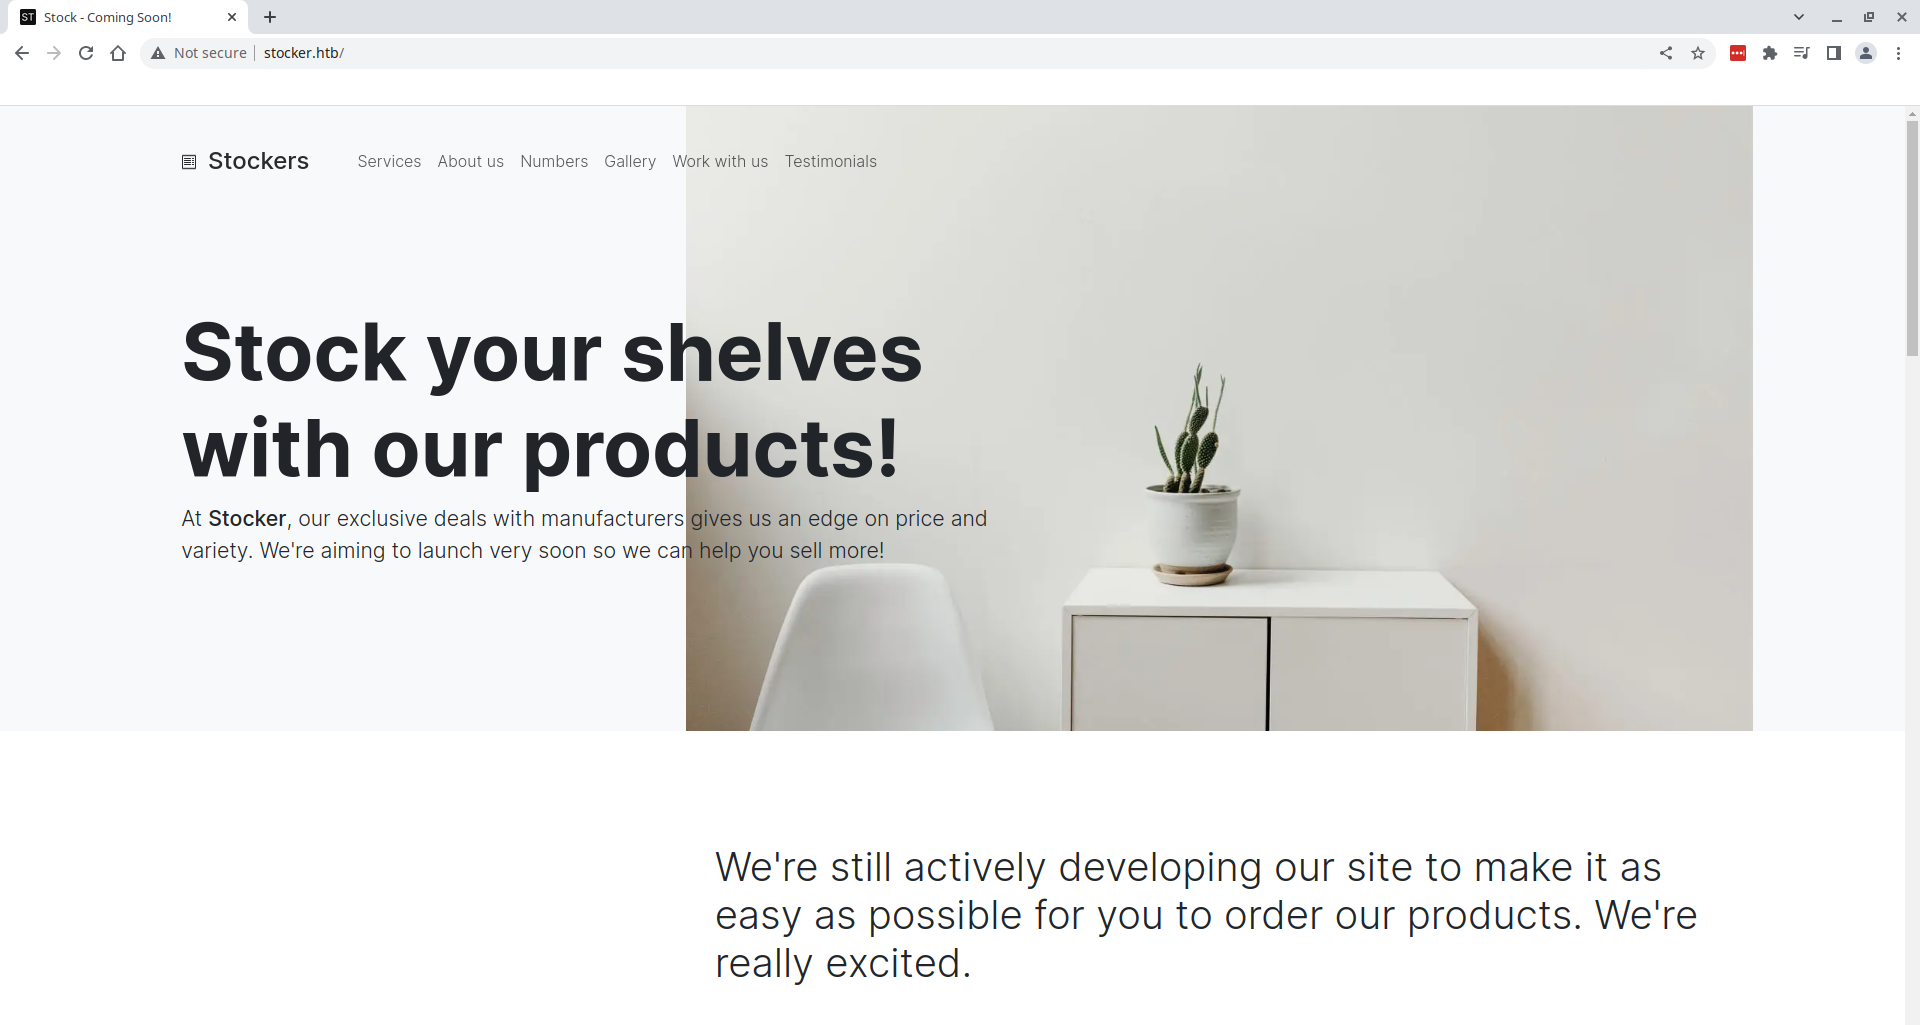 ST Stock - Coming Soon!
Not secure stocker.htb/
Stockers Services About us Numbers Gallery Work with us Testimonials
Stock your shelves
with our products!
At Stocker, our exclusive deals with manufacturers gives us an edge on price and
variety. We're aiming to launch very soon so we can help you sell more!
We're still actively developing our site to make it as
easy as possible for you to order our products. We're
really excited.